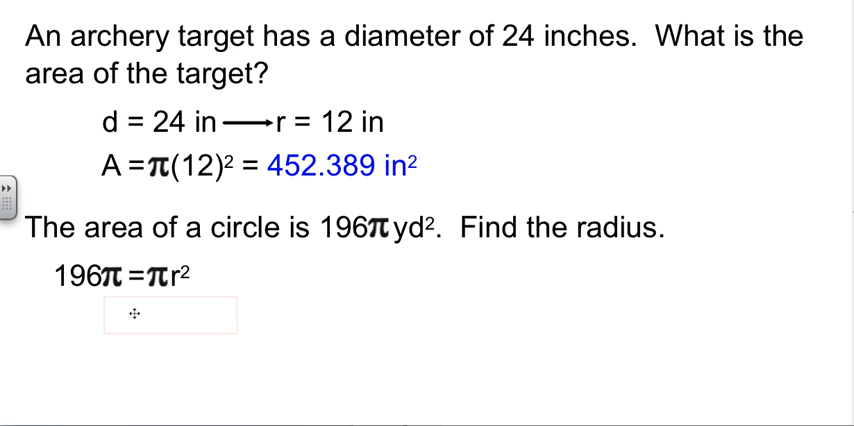 An archery target has a diameter of 24 inches.  What is the
area of the target?
d = 24 in⟶r = 12 in
A =π(12)² = 452.389 in²
The area of a circle is 196π yd².  Find the radius.
196π =πr²